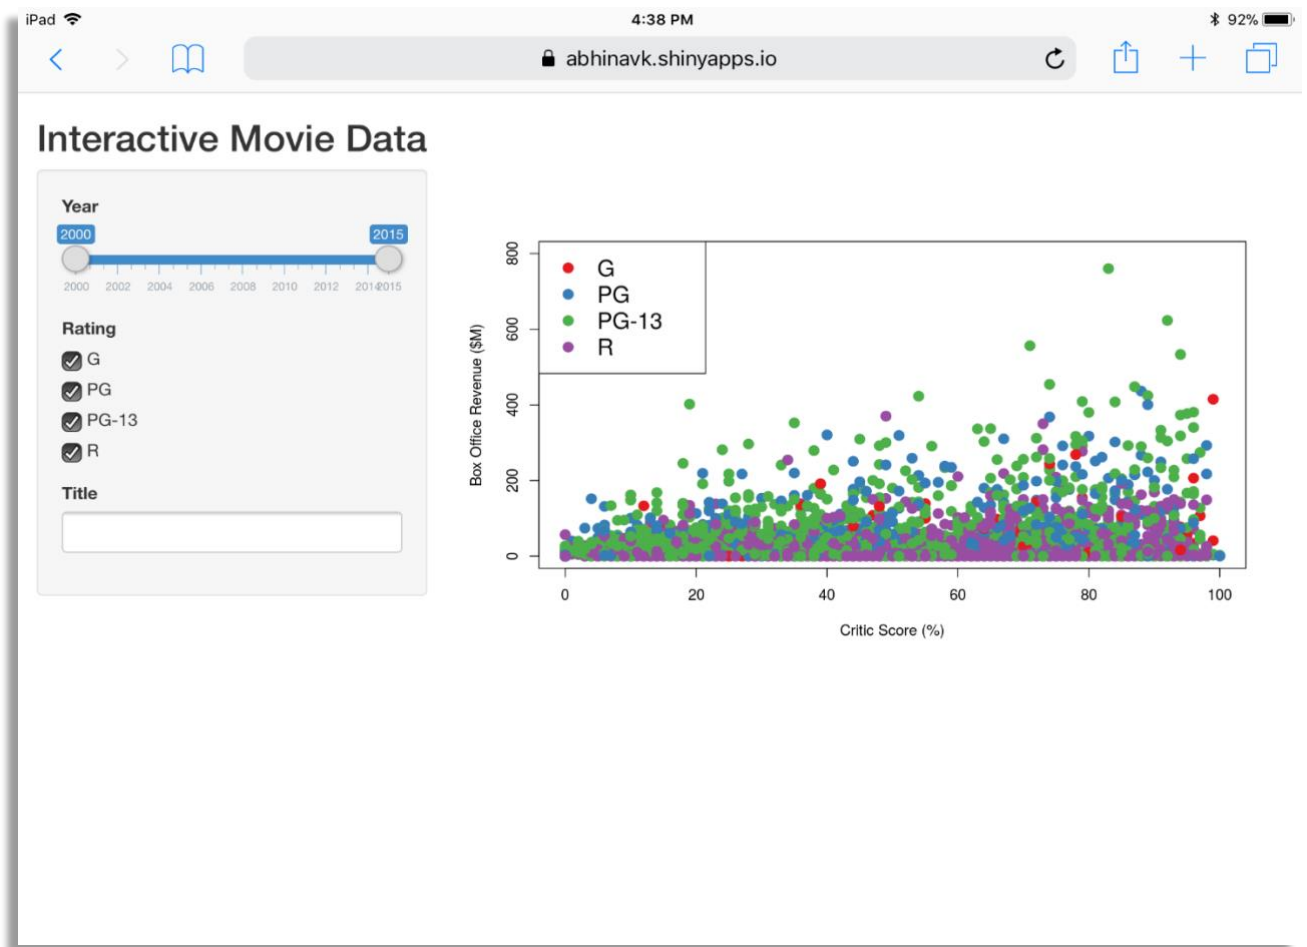 iPad 4:38 PM 92%
abhinavk.shinyapps.io
Interactive Movie Data
Year
2000 2015
2000 2002 2004 2006 2008 2010 2012 2014 2015
Rating
G
PG
PG-13
R
Title
G
PG
PG-13
R
Box Office Revenue ($M)
800
600
400
200
0
0 20 40 60 80 100
Critic Score (%)